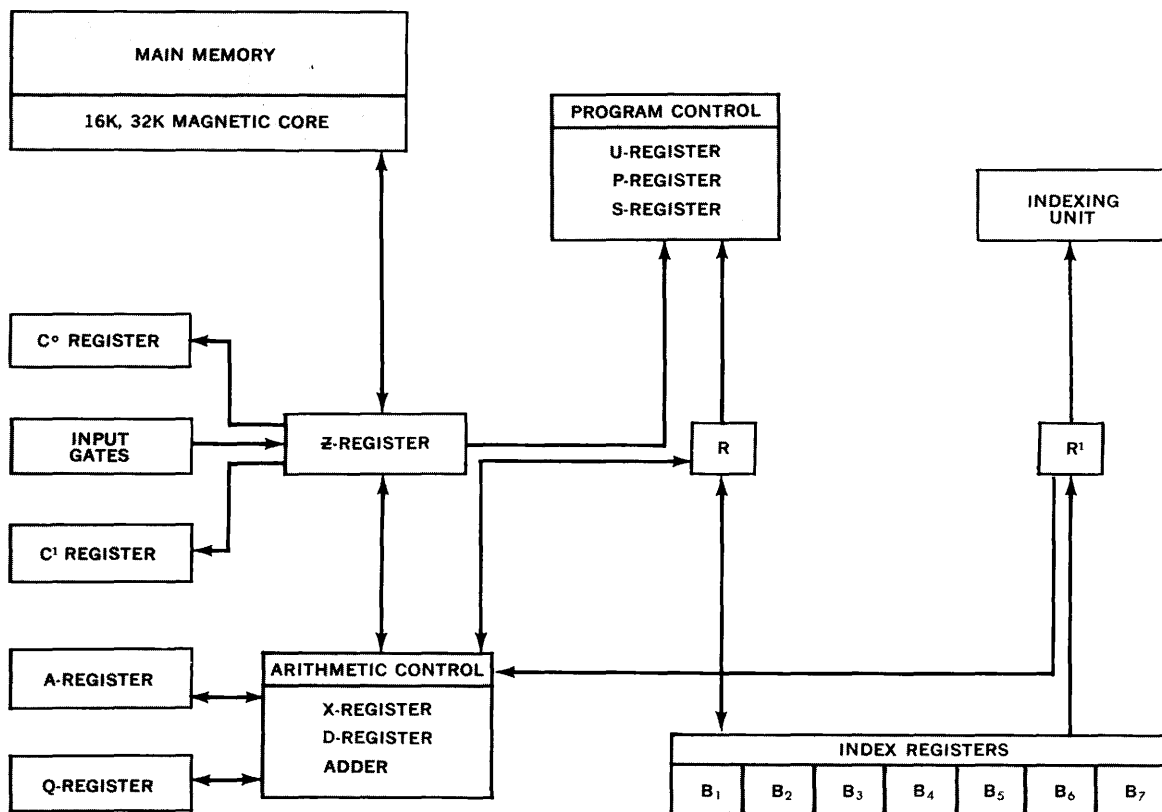 MAIN MEMORY
16K, 32K MAGNETIC CORE
PROGRAM CONTROL
U-REGISTER
P-REGISTER
S-REGISTER
INDEXING
UNIT
C° REGISTER
INPUT
GATES
Ƶ-REGISTER
R
R¹
C¹ REGISTER
A-REGISTER
ARITHMETIC CONTROL
X-REGISTER
D-REGISTER
ADDER
Q-REGISTER
INDEX REGISTERS
B₁ B₂ B₃ B₄ B₅ B₆ B₇